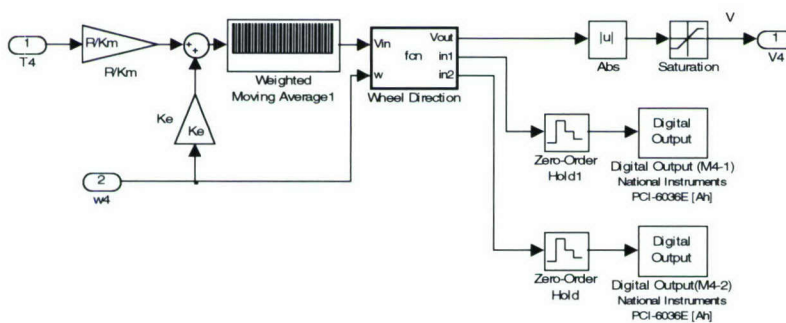 1
T4
R/Km
R/Km
Ke
Ke
2
w4
Weighted
Moving Average1
Vin
w
fcn
Vout
in1
in2
Wheel Direction
|u|
Abs
Saturation
V
1
V4
Zero-Order
Hold1
Digital
Output
Digital Output (M4-1)
National Instruments
PCI-6036E [Ah]
Zero-Order
Hold
Digital
Output
Digital Output(M4-2)
National Instruments
PCI-6036E [Ah]